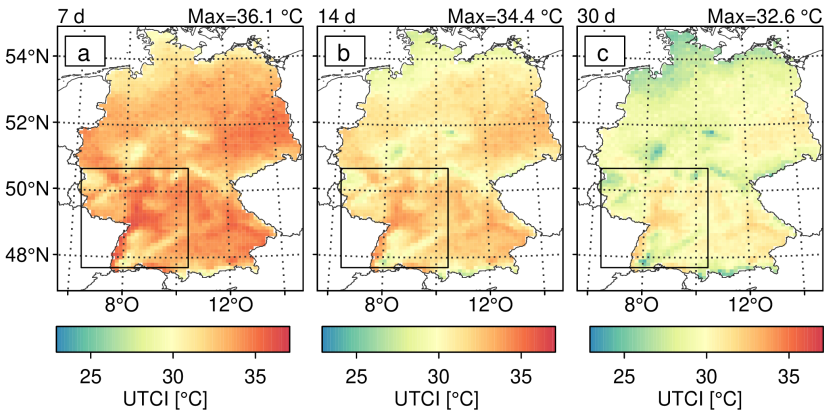 7 d Max=36.1 °C 14 d Max=34.4 °C 30 d Max=32.6 °C
a b c
54°N
52°N
50°N
48°N
8°O 12°O 8°O 12°O 8°O 12°O
25 30 35 25 30 35 25 30 35
UTCI [°C] UTCI [°C] UTCI [°C]